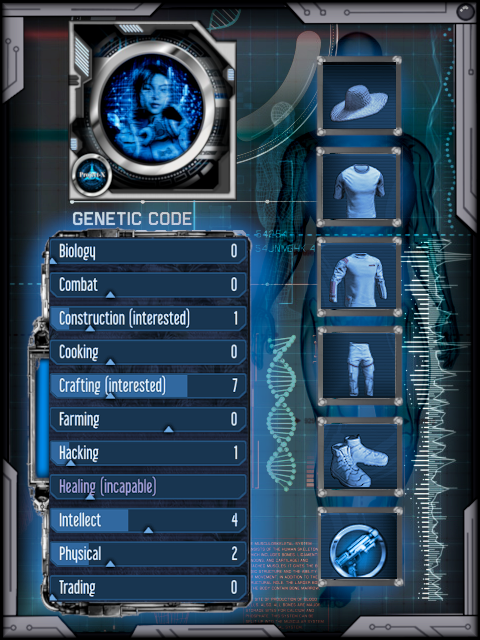 GENETIC CODE
Biology 0
Combat 0
Construction (interested) 1
Cooking 0
Crafting (interested) 7
Farming 0
Hacking 1
Healing (incapable)
Intellect 4
Physical 2
Trading 0